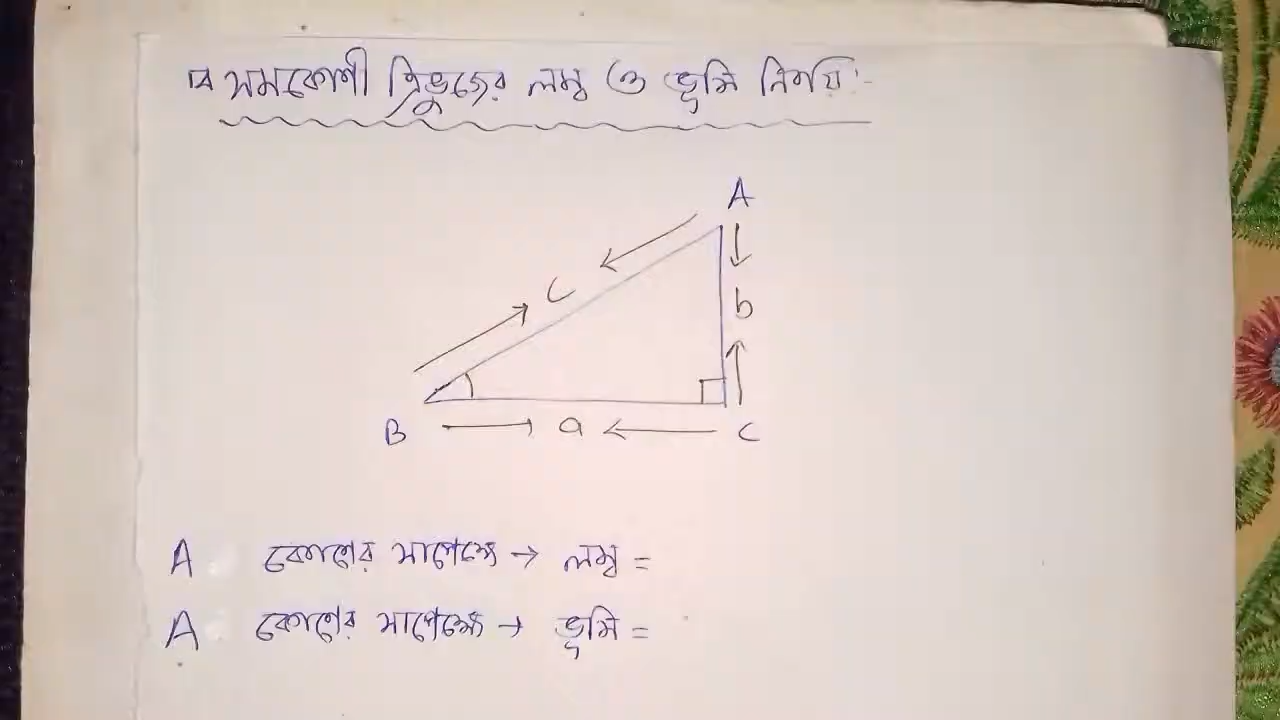 সমকোণী ত্রিভুজের লম্ব ও ভূমি নির্ণয় :-
A
C
b
B a C
A কোণের সাপেক্ষে → লম্ব =
A কোণের সাপেক্ষে → ভূমি =